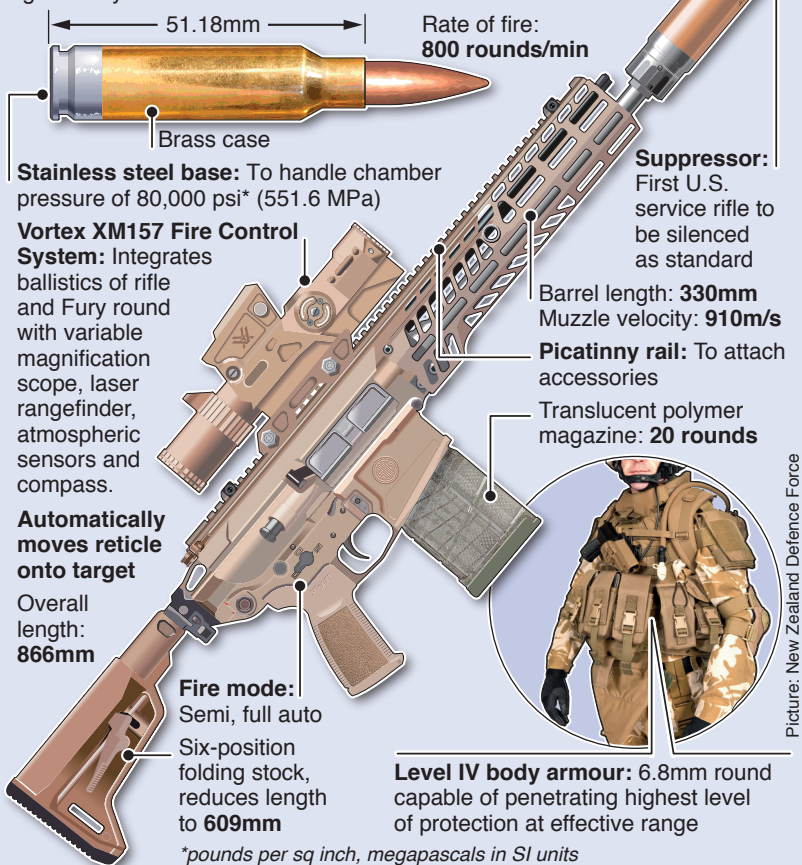 51.18mm
Rate of fire:
800 rounds/min
Brass case
Stainless steel base: To handle chamber
pressure of 80,000 psi* (551.6 MPa)
Suppressor:
First U.S.
service rifle to
be silenced
as standard
Vortex XM157 Fire Control
System: Integrates
ballistics of rifle
and Fury round
with variable
magnification
scope, laser
rangefinder,
atmospheric
sensors and
compass.
Automatically
moves reticle
onto target
Barrel length: 330mm
Muzzle velocity: 910m/s
Picatinny rail: To attach
accessories
Translucent polymer
magazine: 20 rounds
Overall
length:
866mm
Fire mode:
Semi, full auto
Six-position
folding stock,
reduces length
to 609mm
Level IV body armour: 6.8mm round
capable of penetrating highest level
of protection at effective range
*pounds per sq inch, megapascals in SI units
Picture: New Zealand Defence Force